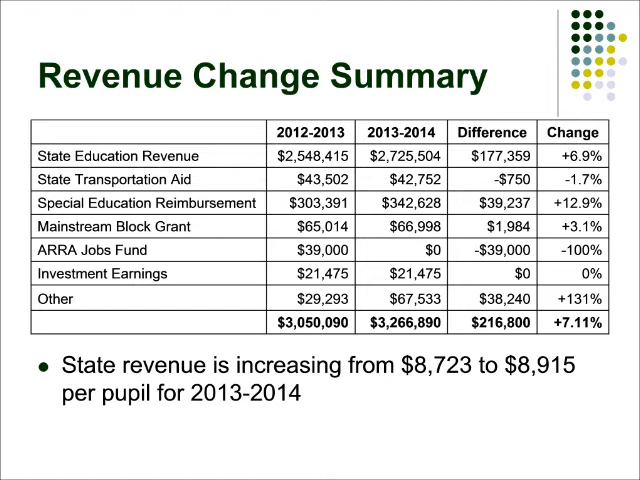 Revenue Change Summary
2012-2013 2013-2014 Difference Change
State Education Revenue $2,548,415 $2,725,504 $177,359 +6.9%
State Transportation Aid $43,502 $42,752 -$750 -1.7%
Special Education Reimbursement $303,391 $342,628 $39,237 +12.9%
Mainstream Block Grant $65,014 $66,998 $1,984 +3.1%
ARRA Jobs Fund $39,000 $0 -$39,000 -100%
Investment Earnings $21,475 $21,475 $0 0%
Other $29,293 $67,533 $38,240 +131%
$3,050,090 $3,266,890 $216,800 +7.11%
● State revenue is increasing from $8,723 to $8,915
per pupil for 2013-2014